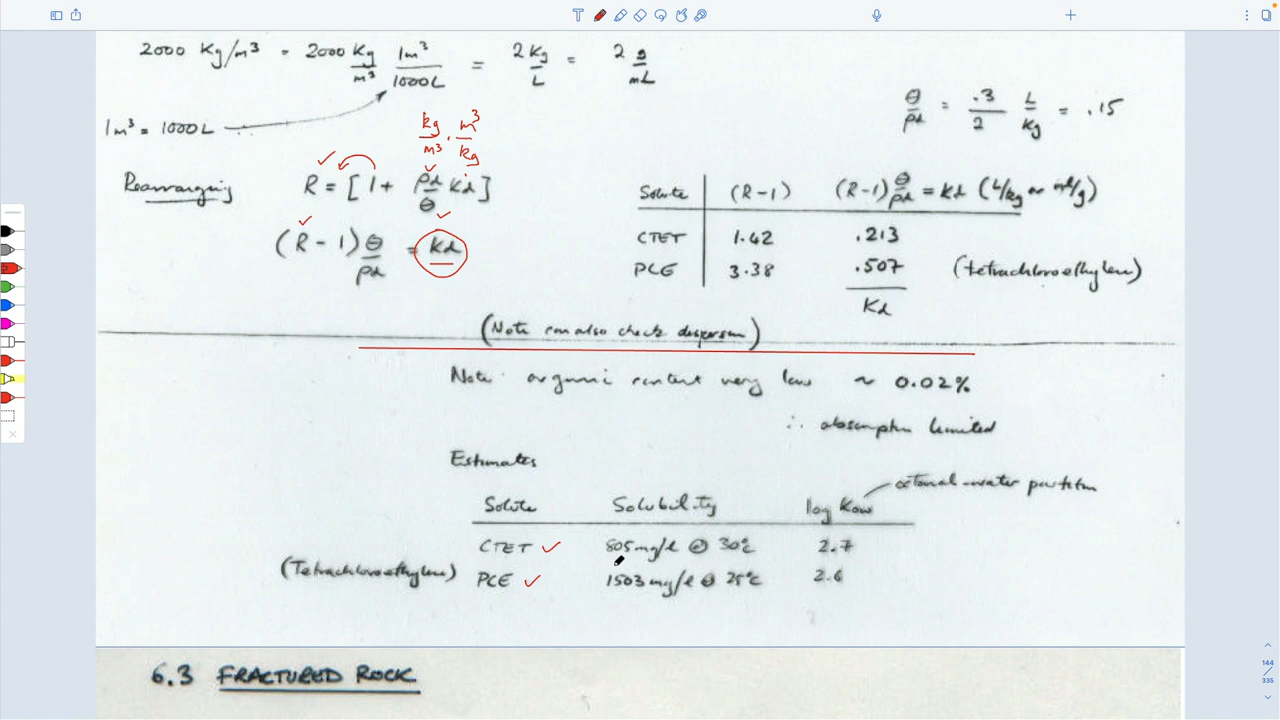 2000 Kg/m³ = 2000 Kg/m³ 1m³/1000L = 2 Kg/L = 2 g/mL
1m³ = 1000L
θ/ρd = .3/2 L/Kg = .15
kg/m³ · m³/kg
Rearranging R = [1 + ρd/θ Kd]
(R - 1) θ/ρd = Kd
Solute (R-1) (R-1) θ/ρd = Kd (L/kg or ml/g)
CTET 1.42 .213
PCE 3.38 .507 (tetrachloroethylene)
Kd
(Note can also check dispersion)
Note: organic content very low ~ 0.02%
∴ absorption limited
Estimates
octanol-water partition
Solute Solubility log Kow
CTET 805mg/l @ 30°C 2.7
(Tetrachloroethylene) PCE 1503 mg/l @ 25°C 2.6
6.3 FRACTURED ROCK
144
/
335